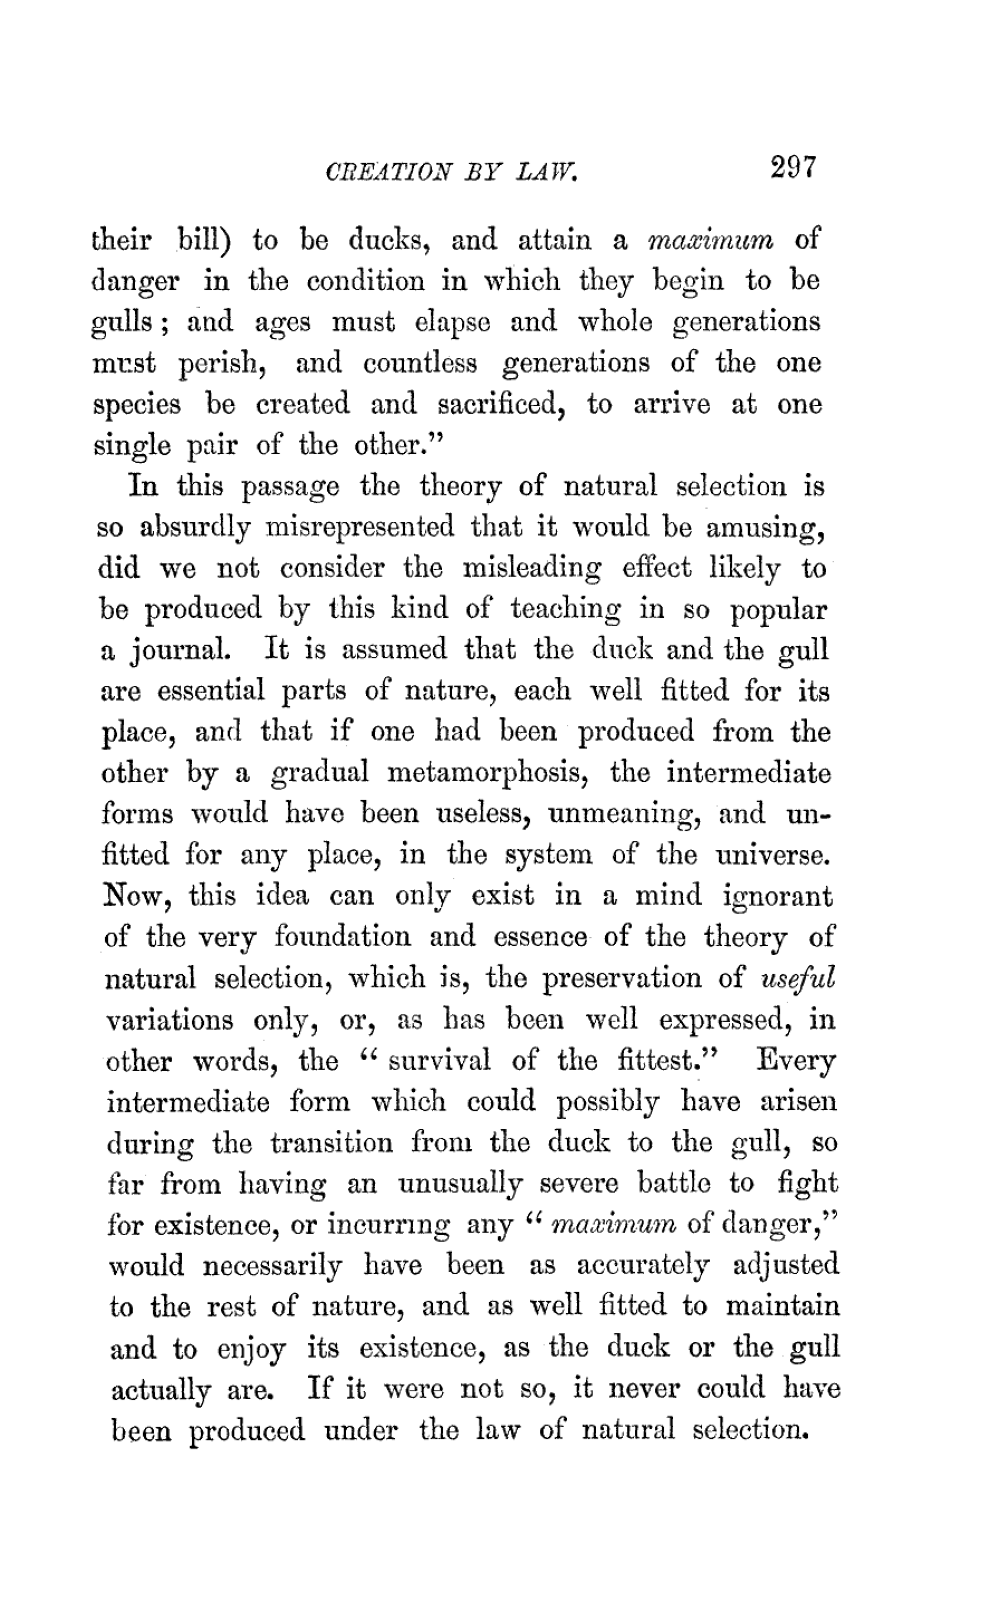 CREATION BY LAW. 297
their bill) to be ducks, and attain a maximum of
danger in the condition in which they begin to be
gulls; and ages must elapse and whole generations
must perish, and countless generations of the one
species be created and sacrificed, to arrive at one
single pair of the other.”
In this passage the theory of natural selection is
so absurdly misrepresented that it would be amusing,
did we not consider the misleading effect likely to
be produced by this kind of teaching in so popular
a journal. It is assumed that the duck and the gull
are essential parts of nature, each well fitted for its
place, and that if one had been produced from the
other by a gradual metamorphosis, the intermediate
forms would have been useless, unmeaning, and un-
fitted for any place, in the system of the universe.
Now, this idea can only exist in a mind ignorant
of the very foundation and essence of the theory of
natural selection, which is, the preservation of useful
variations only, or, as has been well expressed, in
other words, the “survival of the fittest.” Every
intermediate form which could possibly have arisen
during the transition from the duck to the gull, so
far from having an unusually severe battle to fight
for existence, or incurring any “maximum of danger,”
would necessarily have been as accurately adjusted
to the rest of nature, and as well fitted to maintain
and to enjoy its existence, as the duck or the gull
actually are. If it were not so, it never could have
been produced under the law of natural selection.